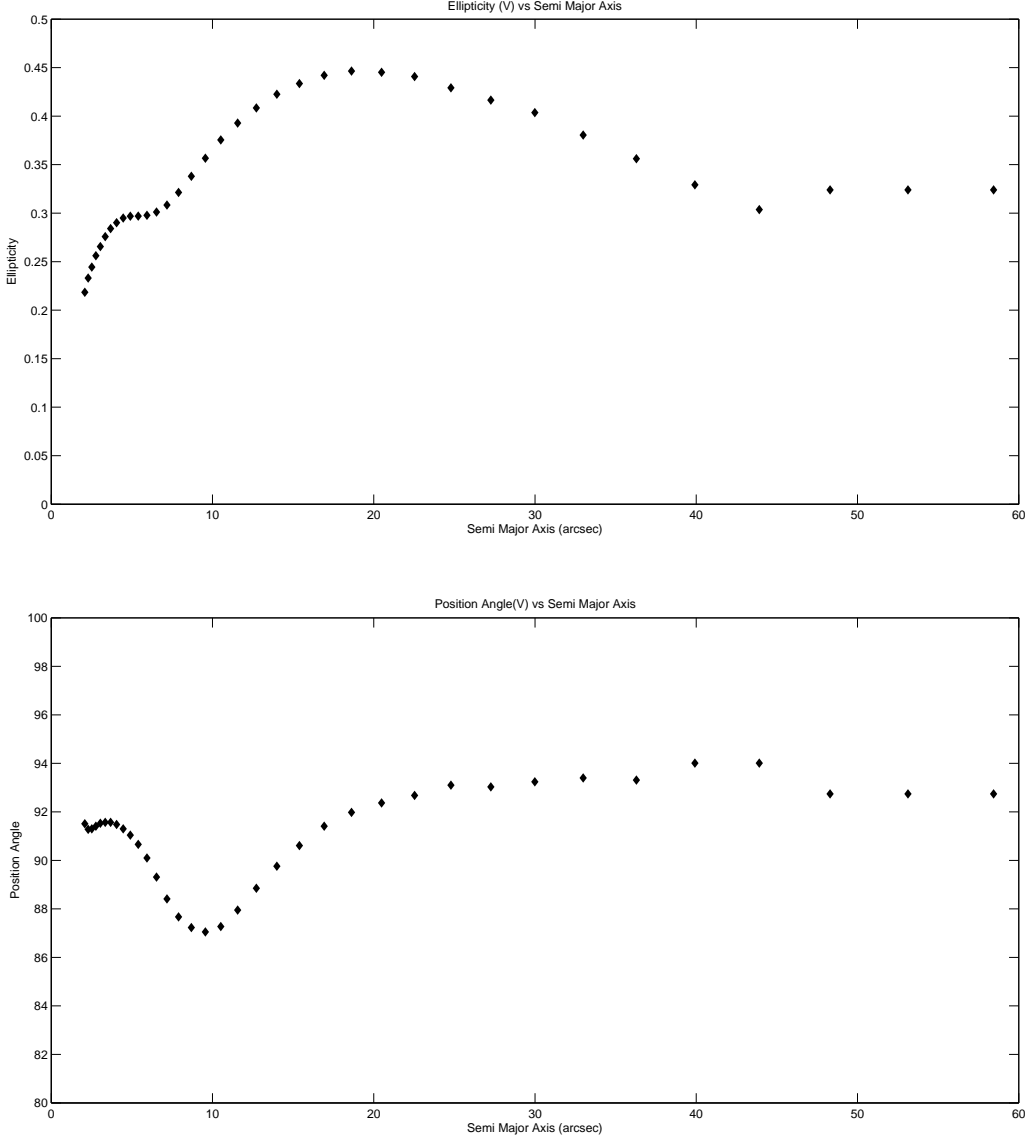 Ellipticity (V) vs Semi Major Axis
0.5
0.45
0.4
0.35
0.3
0.25
0.2
0.15
0.1
0.05
0
Ellipticity
0 10 20 30 40 50 60
Semi Major Axis (arcsec)
Position Angle(V) vs Semi Major Axis
100
98
96
94
92
90
88
86
84
82
80
Position Angle
0 10 20 30 40 50 60
Semi Major Axis (arcsec)